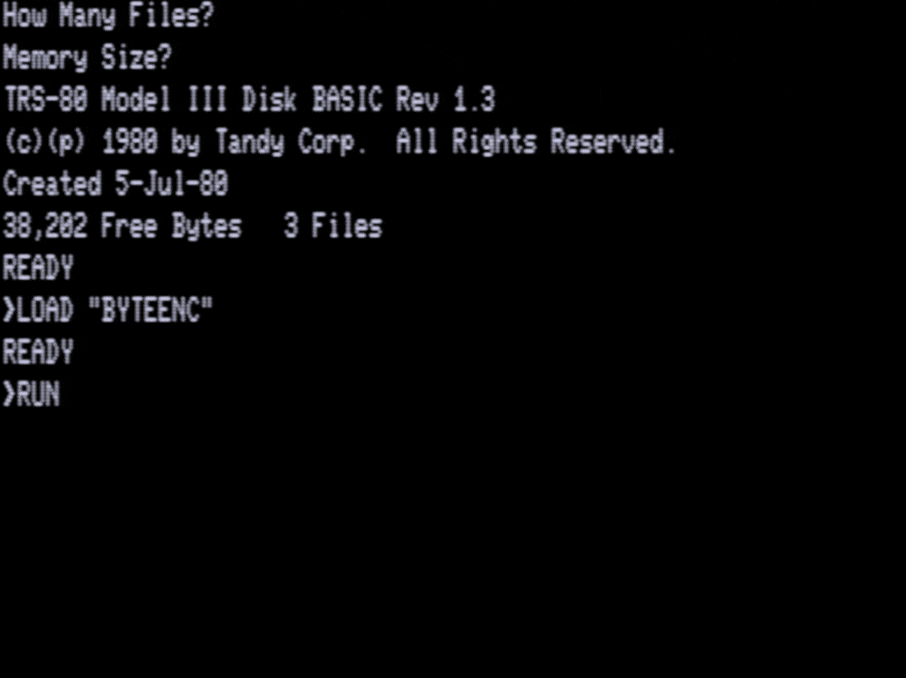 How Many Files?
Memory Size?
TRS-80 Model III Disk BASIC Rev 1.3
(c)(p) 1980 by Tandy Corp.  All Rights Reserved.
Created 5-Jul-80
38,202 Free Bytes   3 Files
READY
>LOAD "BYTEENC"
READY
>RUN